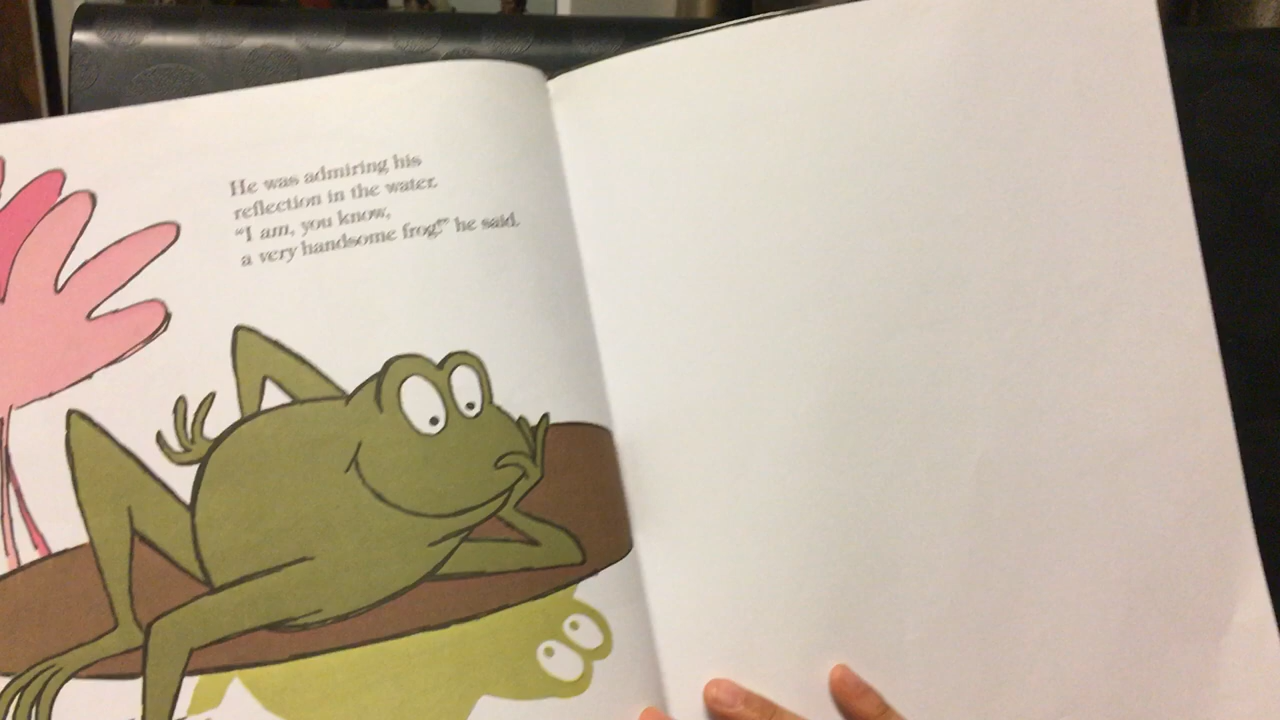 He was admiring his
reflection in the water.
“I am, you know,
a very handsome frog!” he said.